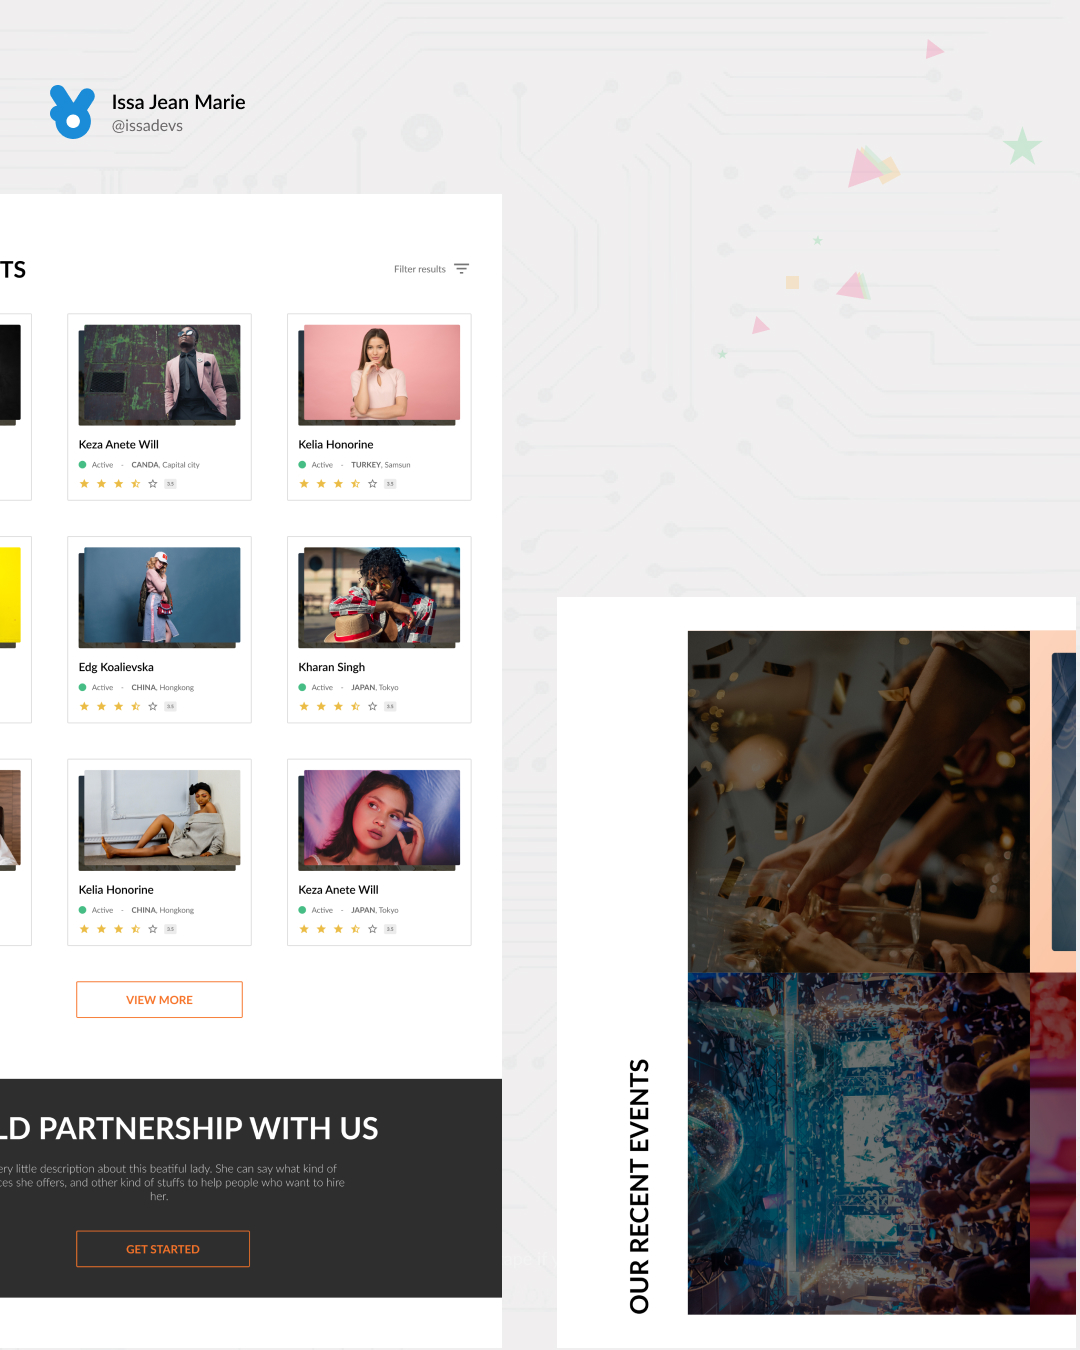 Issa Jean Marie
@issadevs
TS
Filter results
Keza Anete Will
Active - CANDA, Capital city
3.5
Kelia Honorine
Active - TURKEY, Samsun
3.5
Edg Koalievska
Active - CHINA, Hongkong
3.5
Kharan Singh
Active - JAPAN, Tokyo
3.5
Kelia Honorine
Active - CHINA, Hongkong
3.5
Keza Anete Will
Active - JAPAN, Tokyo
3.5
VIEW MORE
LD PARTNERSHIP WITH US
ery little description about this beatiful lady. She can say what kind of
ces she offers, and other kind of stuffs to help people who want to hire
her.
GET STARTED
OUR RECENT EVENTS